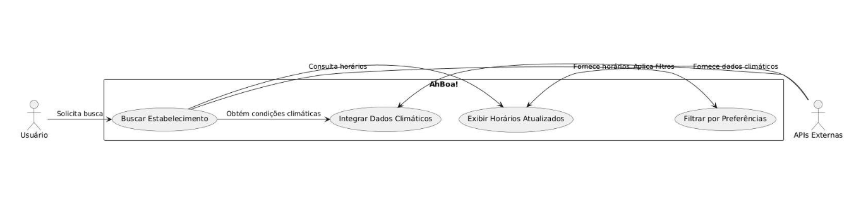 Consulta horários
Fornece horários
Aplica filtros
Fornece dados climáticos
AhBoa!
Solicita busca
Obtém condições climáticas
Buscar Estabelecimento
Integrar Dados Climáticos
Exibir Horários Atualizados
Filtrar por Preferências
Usuário
APIs Externas